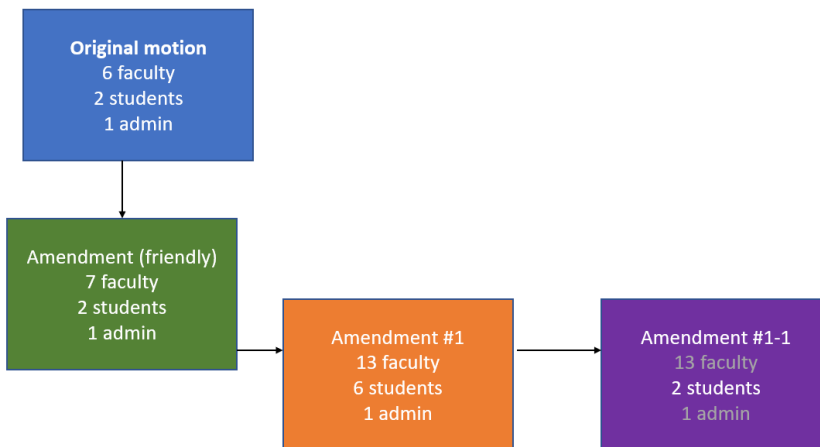 Original motion
6 faculty
2 students
1 admin
Amendment (friendly)
7 faculty
2 students
1 admin
Amendment #1
13 faculty
6 students
1 admin
Amendment #1-1
13 faculty
2 students
1 admin